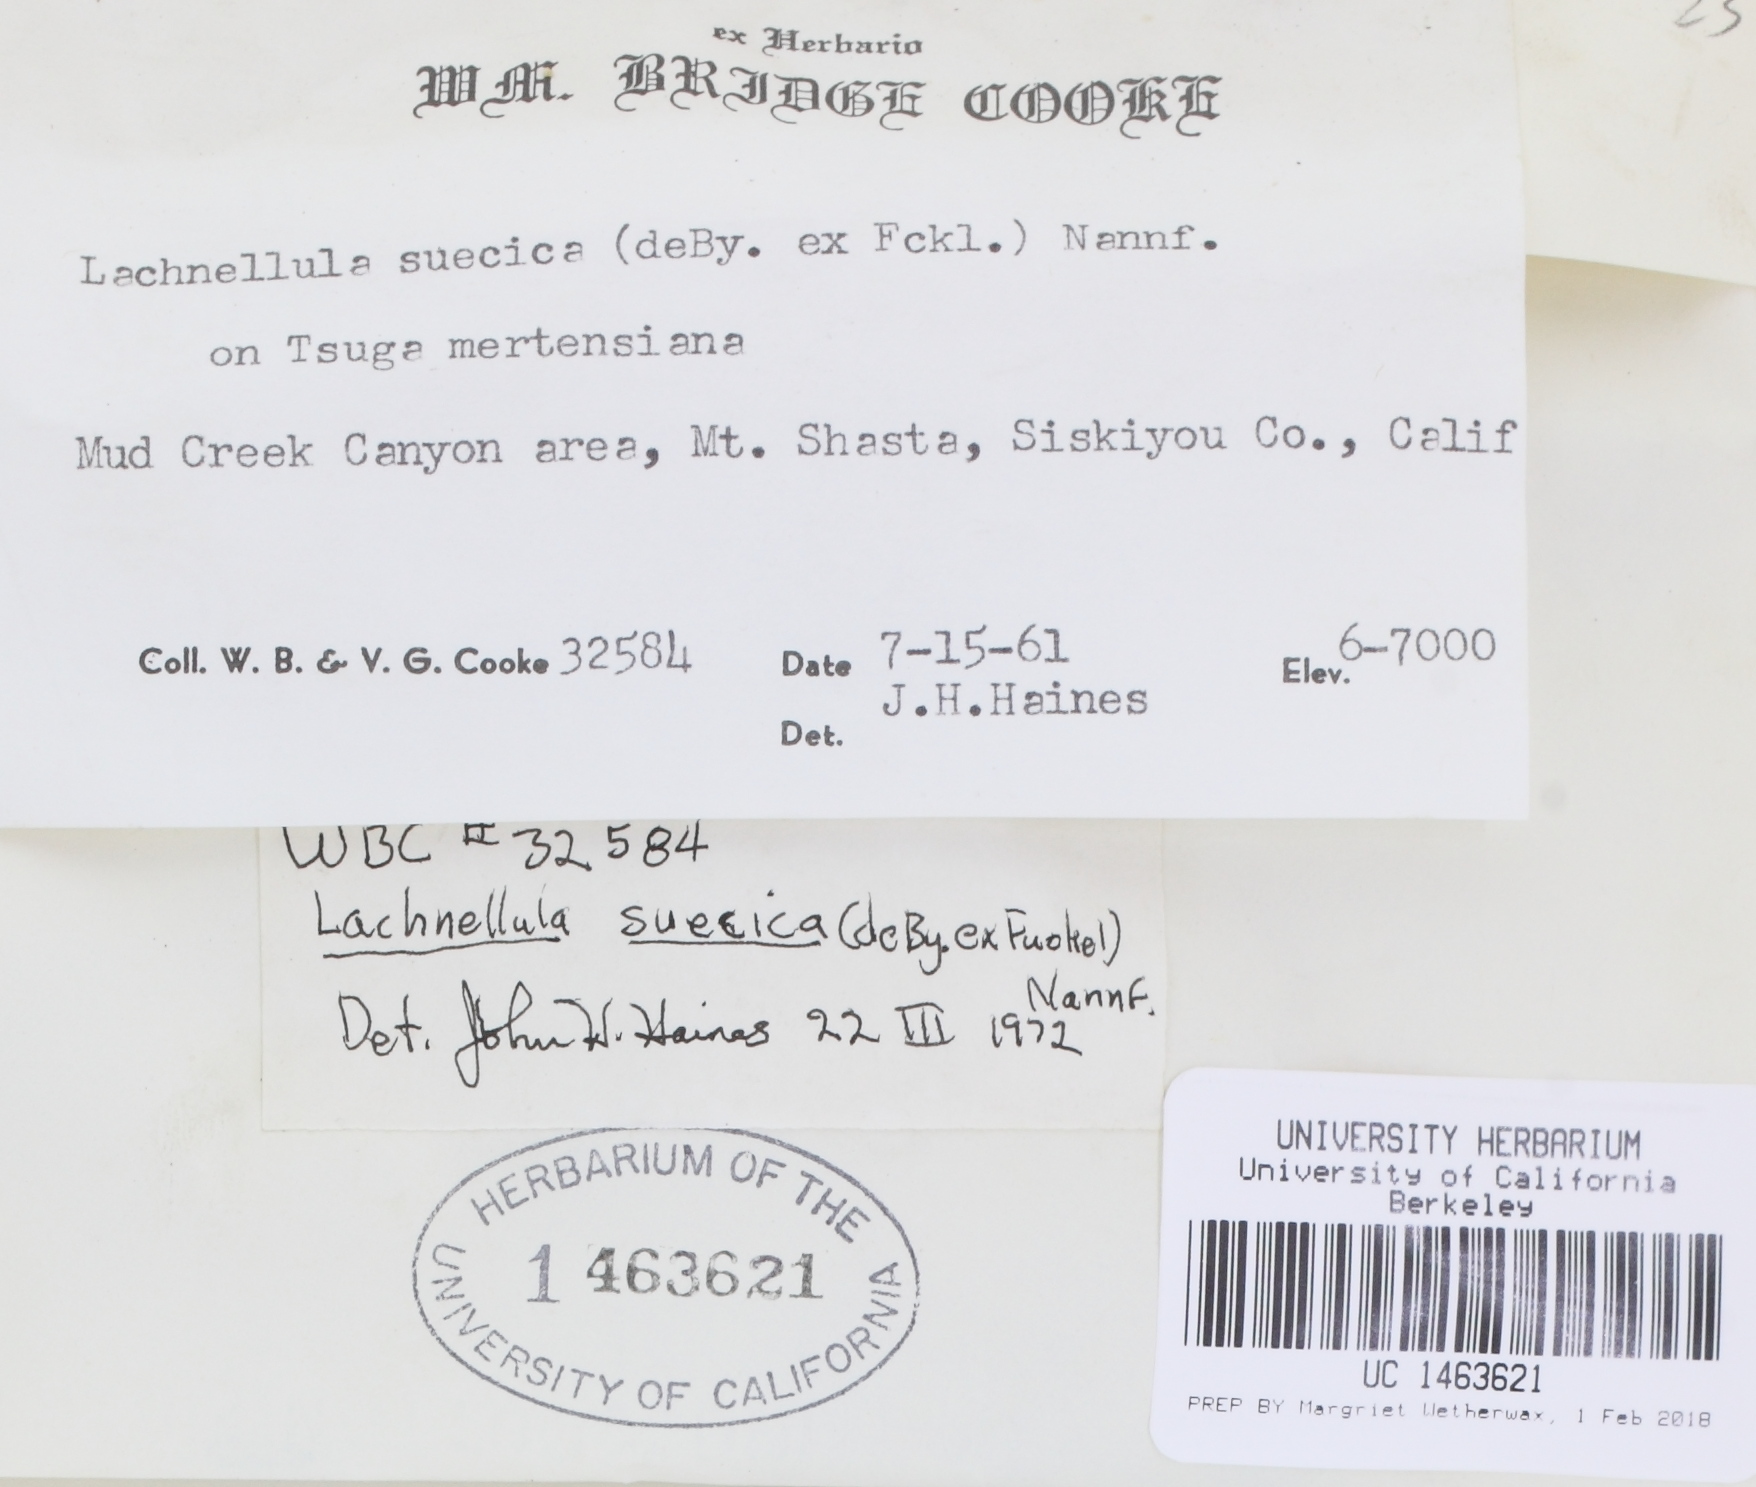 23
ex Herbario
WM. BRIDGE COOKE
Lachnellula suecica (deBy. ex Fckl.) Nannf.
on Tsuga mertensiana
Mud Creek Canyon area, Mt. Shasta, Siskiyou Co., Calif
Coll. W. B. & V. G. Cooke 32584 Date 7-15-61 Elev. 6-7000
Det. J.H.Haines
WBC # 32584
Lachnellula suecica (deBy. ex Fuckel)
Nannf.
Det. John H. Haines 22 III 1972
HERBARIUM OF THE
1463621
UNIVERSITY OF CALIFORNIA
UNIVERSITY HERBARIUM
University of California
Berkeley
UC 1463621
PREP BY Margriet Wetherwax, 1 Feb 2018